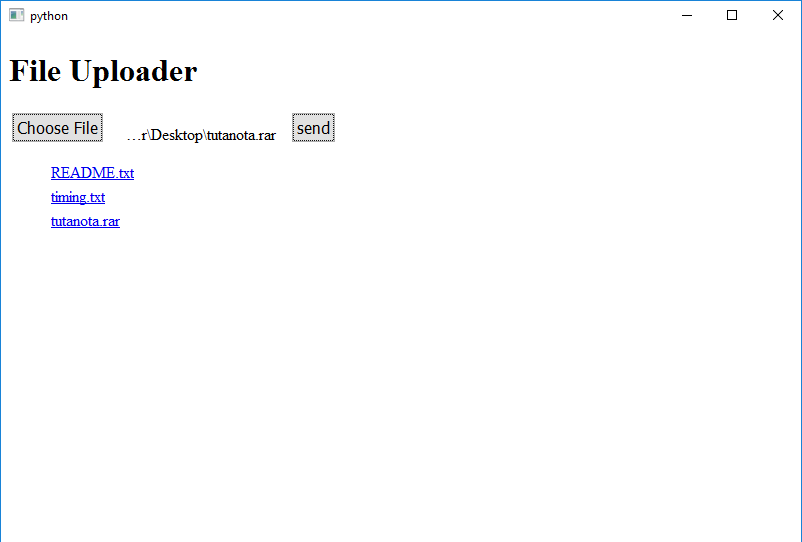 python
File Uploader
Choose File …r\Desktop\tutanota.rar send
README.txt
timing.txt
tutanota.rar